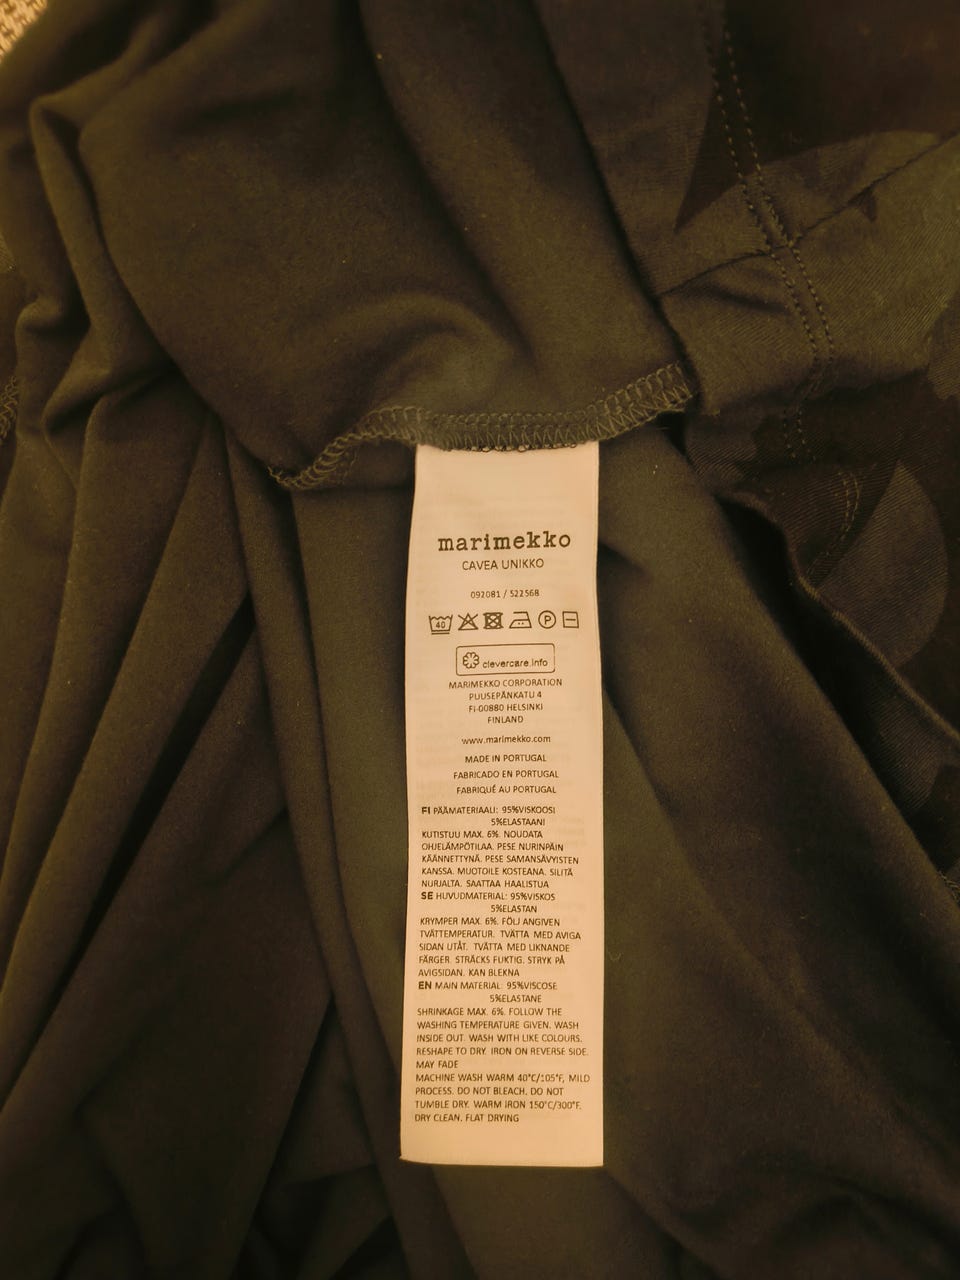 marimekko
CAVEA UNIKKO
092081 / 522568
40 P
clevercare.info
MARIMEKKO CORPORATION
PUUSEPÄNKATU 4
FI-00880 HELSINKI
FINLAND
www.marimekko.com
MADE IN PORTUGAL
FABRICADO EN PORTUGAL
FABRIQUÉ AU PORTUGAL
FI PÄÄMATERIAALI: 95%VISKOOSI
5%ELASTAANI
KUTISTUU MAX. 6%. NOUDATA
OHJELÄMPÖTILAA. PESE NURINPÄIN
KÄÄNNETTYNÄ. PESE SAMANSÄVYISTEN
KANSSA. MUOTOILE KOSTEANA. SILITÄ
NURJALTA. SAATTAA HAALISTUA
SE HUVUDMATERIAL: 95%VISKOS
5%ELASTAN
KRYMPER MAX. 6%. FÖLJ ANGIVEN
TVÄTTEMPERATUR. TVÄTTA MED AVIGA
SIDAN UTÅT. TVÄTTA MED LIKNANDE
FÄRGER. STRÄCKS FUKTIG. STRYK PÅ
AVIGSIDAN. KAN BLEKNA
EN MAIN MATERIAL: 95%VISCOSE
5%ELASTANE
SHRINKAGE MAX. 6%. FOLLOW THE
WASHING TEMPERATURE GIVEN. WASH
INSIDE OUT. WASH WITH LIKE COLOURS.
RESHAPE TO DRY. IRON ON REVERSE SIDE.
MAY FADE
MACHINE WASH WARM 40°C/105°F, MILD
PROCESS. DO NOT BLEACH. DO NOT
TUMBLE DRY. WARM IRON 150°C/300°F.
DRY CLEAN. FLAT DRYING